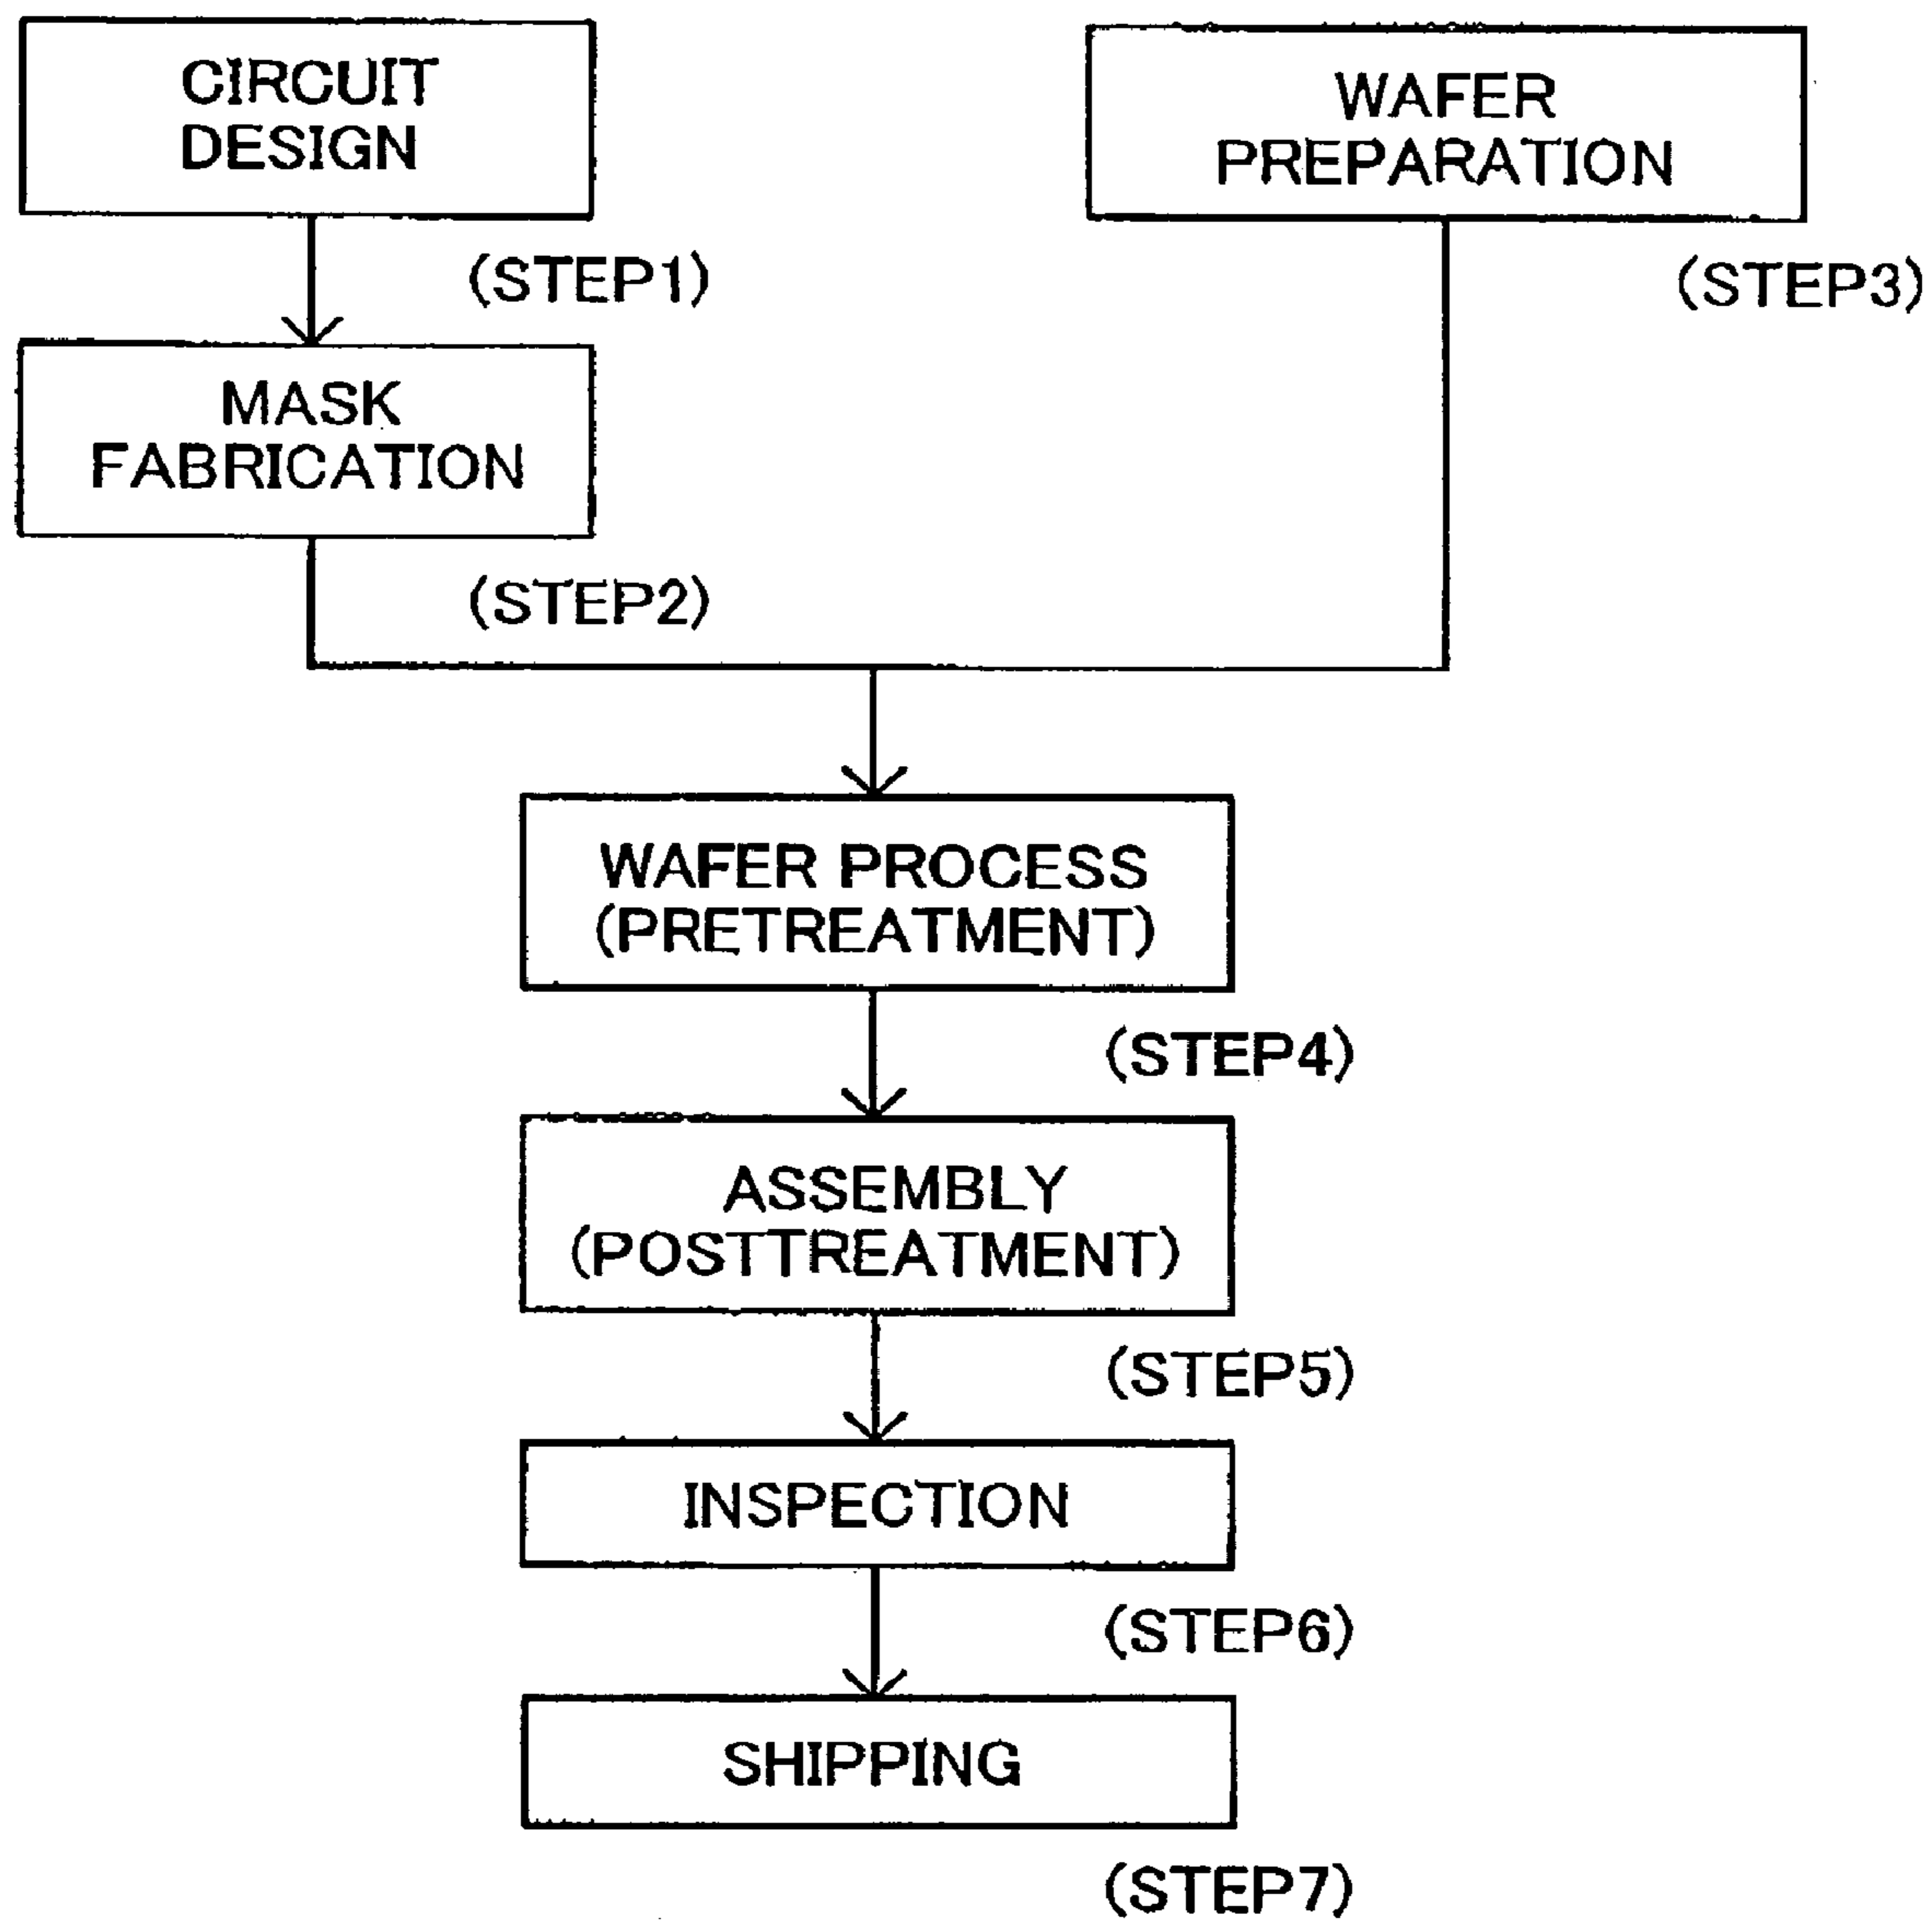 CIRCUIT
DESIGN
(STEP1)
MASK
FABRICATION
(STEP2)
WAFER
PREPARATION
(STEP3)
WAFER PROCESS
(PRETREATMENT)
(STEP4)
ASSEMBLY
(POSTTREATMENT)
(STEP5)
INSPECTION
(STEP6)
SHIPPING
(STEP7)